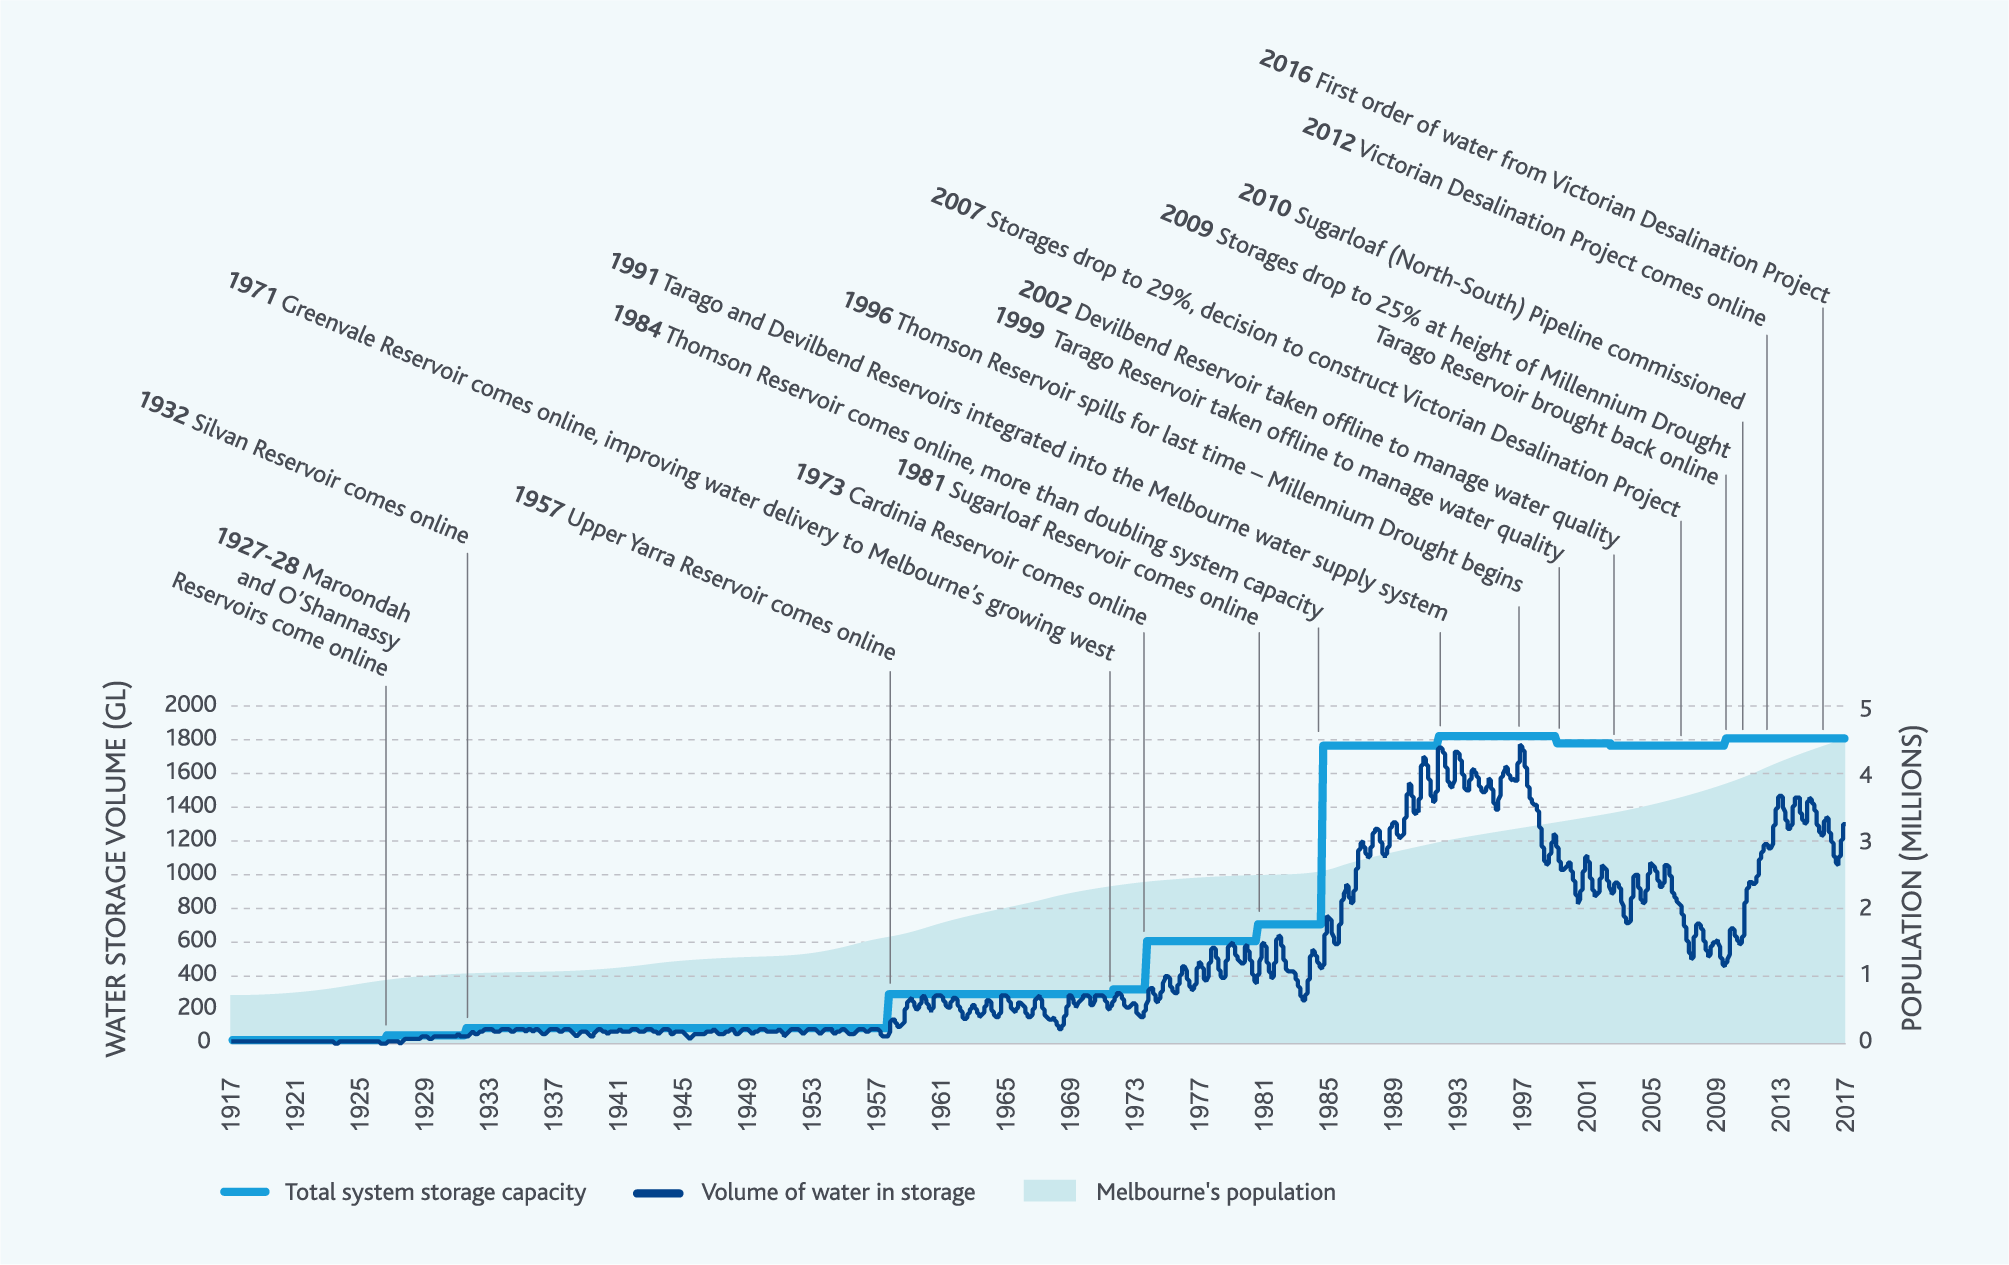 2016 First order of water from Victorian Desalination Project
2012 Victorian Desalination Project comes online
2010 Sugarloaf (North-South) Pipeline commissioned
2009 Storages drop to 25% at height of Millennium Drought
Tarago Reservoir brought back online
2007 Storages drop to 29%, decision to construct Victorian Desalination Project
2002 Devilbend Reservoir taken offline to manage water quality
1999 Tarago Reservoir taken offline to manage water quality
1996 Thomson Reservoir spills for last time – Millennium Drought begins
1991 Tarago and Devilbend Reservoirs integrated into the Melbourne water supply system
1984 Thomson Reservoir comes online, more than doubling system capacity
1981 Sugarloaf Reservoir comes online
1973 Cardinia Reservoir comes online
1971 Greenvale Reservoir comes online, improving water delivery to Melbourne's growing west
1957 Upper Yarra Reservoir comes online
1932 Silvan Reservoir comes online
1927-28 Maroondah
and O'Shannassy
Reservoirs come online
WATER STORAGE VOLUME (GL)
2000
1800
1600
1400
1200
1000
800
600
400
200
0
5
4
3
2
1
0
POPULATION (MILLIONS)
1917
1921
1925
1929
1933
1937
1941
1945
1949
1953
1957
1961
1965
1969
1973
1977
1981
1985
1989
1993
1997
2001
2005
2009
2013
2017
Total system storage capacity
Volume of water in storage
Melbourne's population